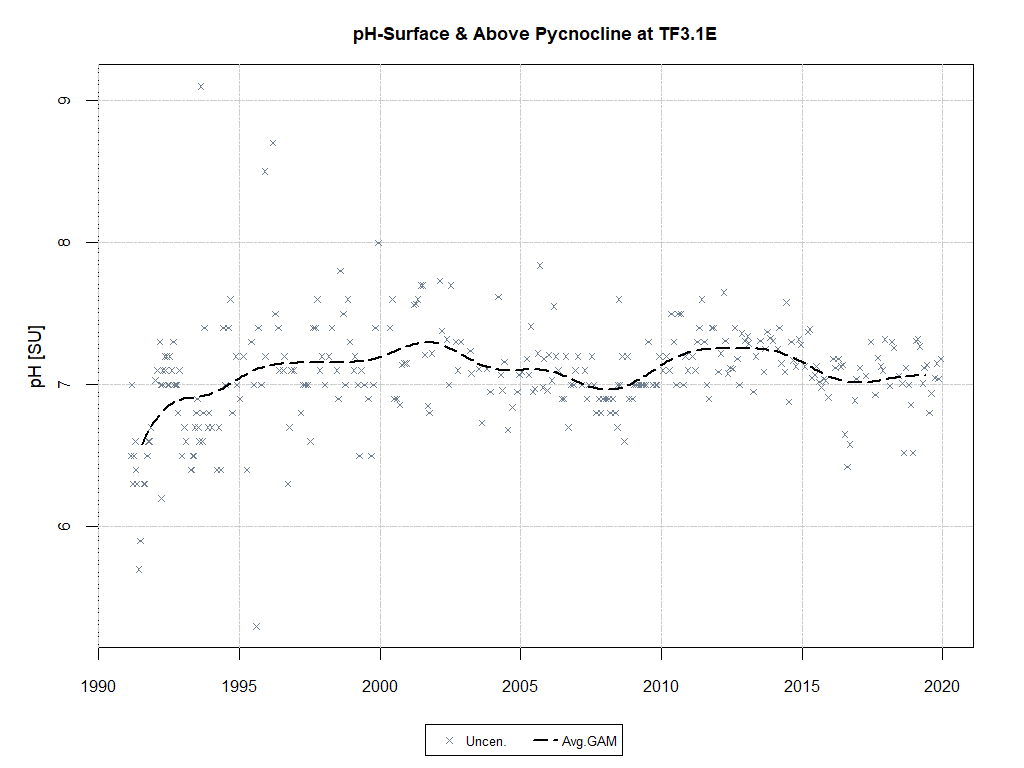 pH-Surface & Above Pycnocline at TF3.1E
pH [SU]
9
8
7
6
1990 1995 2000 2005 2010 2015 2020
Uncen. Avg.GAM